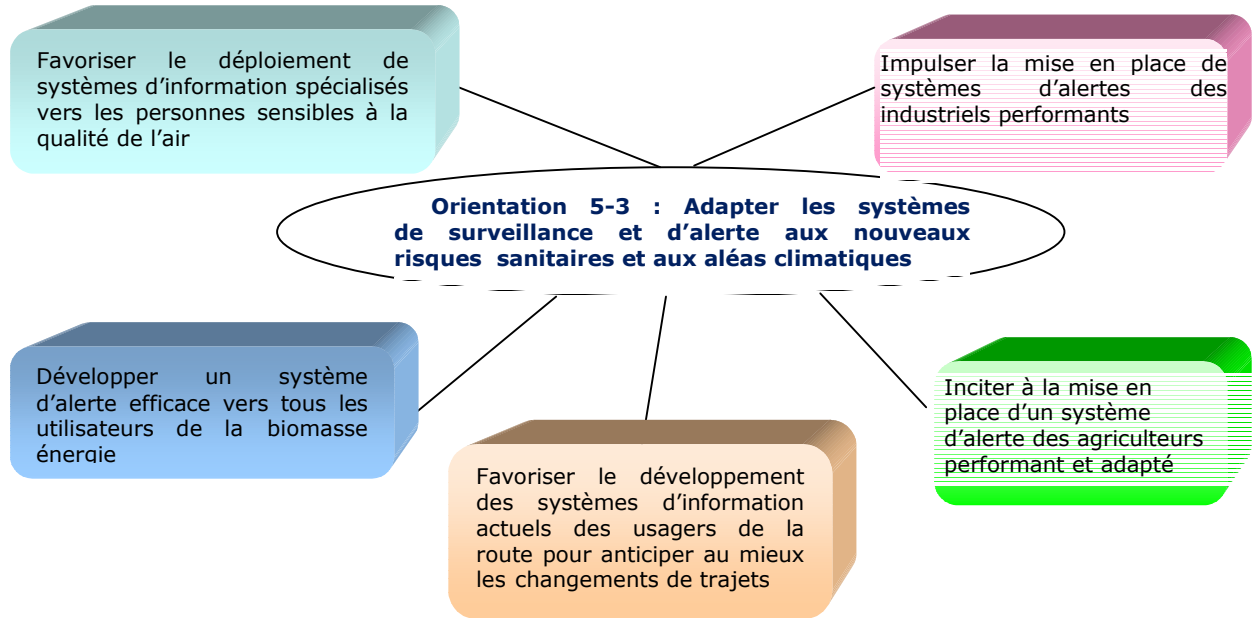 Favoriser le déploiement de
systèmes d'information spécialisés
vers les personnes sensibles à la
qualité de l'air
Impulser la mise en place de
systèmes d'alertes des
industriels performants
Orientation 5-3 : Adapter les systèmes
de surveillance et d'alerte aux nouveaux
risques sanitaires et aux aléas climatiques
Développer un système
d'alerte efficace vers tous les
utilisateurs de la biomasse
énergie
Favoriser le développement
des systèmes d'information
actuels des usagers de la
route pour anticiper au mieux
les changements de trajets
Inciter à la mise en
place d'un système
d'alerte des agriculteurs
performant et adapté